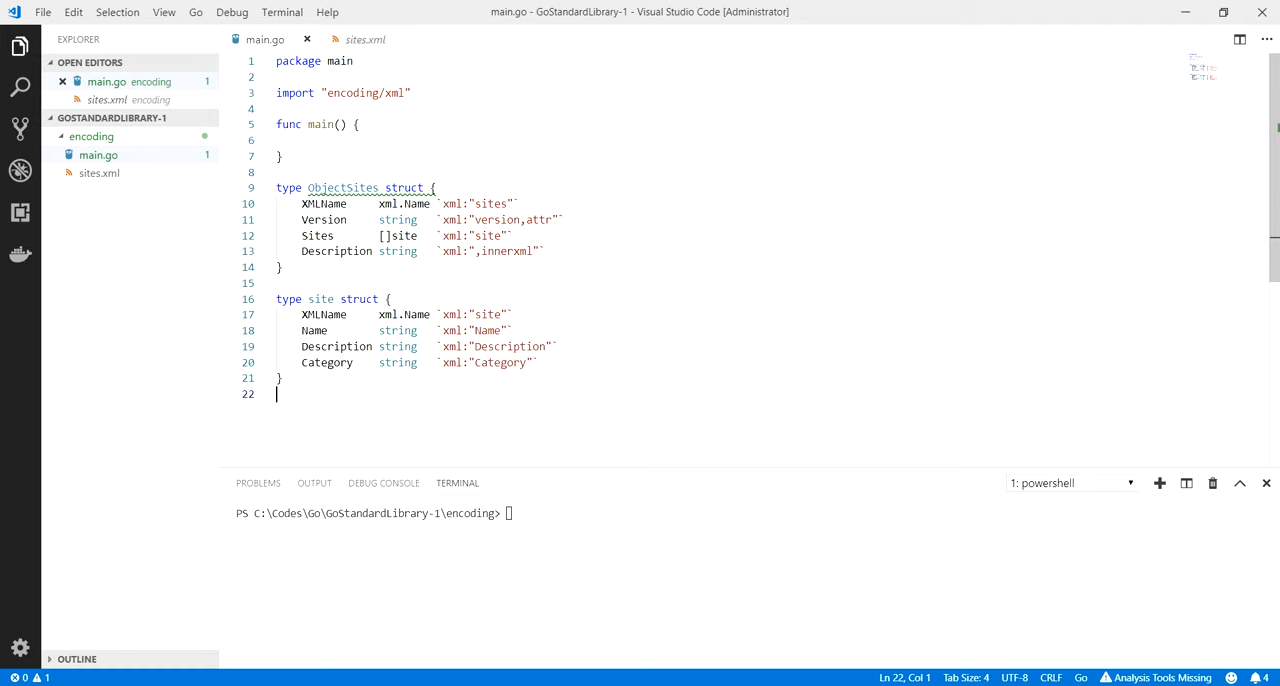 File Edit Selection View Go Debug Terminal Help main.go - GoStandardLibrary-1 - Visual Studio Code [Administrator]
EXPLORER
OPEN EDITORS
main.go encoding 1
sites.xml encoding
GOSTANDARDLIBRARY-1
encoding
main.go 1
sites.xml
OUTLINE
main.go sites.xml
1 package main
2
3 import "encoding/xml"
4
5 func main() {
6
7 }
8
9 type ObjectSites struct {
10 XMLName xml.Name `xml:"sites"`
11 Version string `xml:"version,attr"`
12 Sites []site `xml:"site"`
13 Description string `xml:",innerxml"`
14 }
15
16 type site struct {
17 XMLName xml.Name `xml:"site"`
18 Name string `xml:"Name"`
19 Description string `xml:"Description"`
20 Category string `xml:"Category"`
21 }
22
PROBLEMS OUTPUT DEBUG CONSOLE TERMINAL 1: powershell
PS C:\Codes\Go\GoStandardLibrary-1\encoding>
0 1 Ln 22, Col 1 Tab Size: 4 UTF-8 CRLF Go Analysis Tools Missing 4